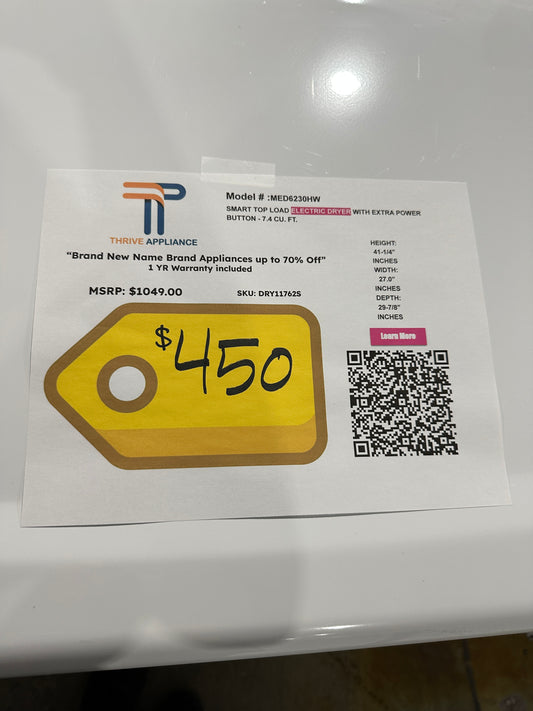 THRIVE APPLIANCE
Model # :MED6230HW
SMART TOP LOAD ELECTRIC DRYER WITH EXTRA POWER
BUTTON - 7.4 CU. FT.
"Brand New Name Brand Appliances up to 70% Off"
1 YR Warranty included
MSRP: $1049.00
SKU: DRY11762S
$450
HEIGHT:
41-1/4"
INCHES
WIDTH:
27.0"
INCHES
DEPTH:
29-7/8"
INCHES
Learn More